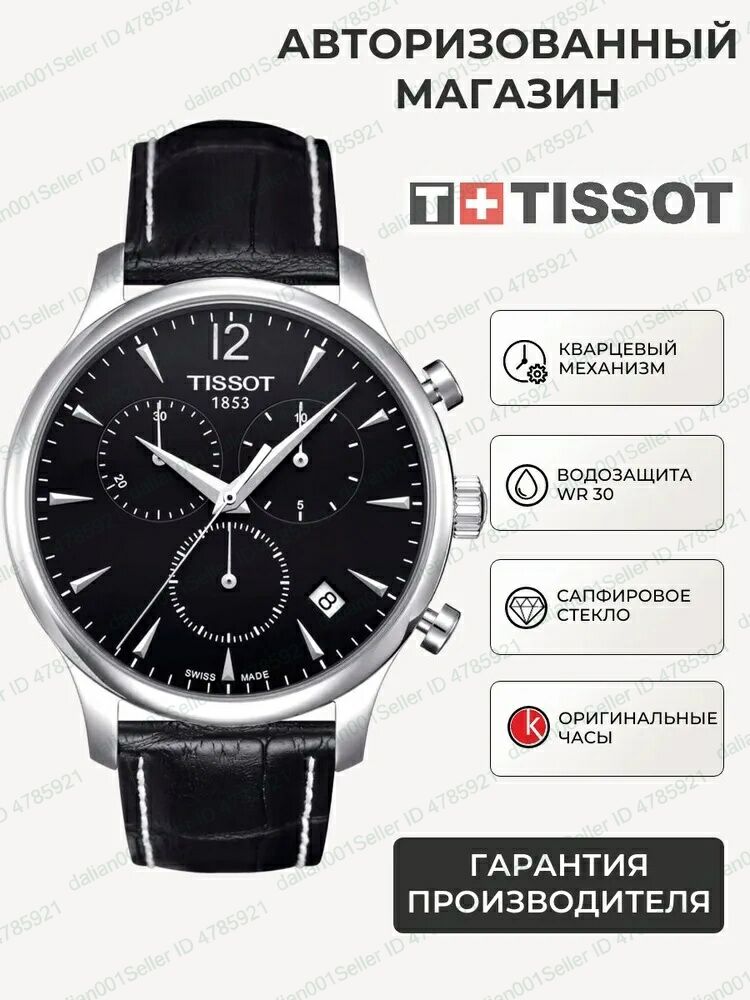 АВТОРИЗОВАННЫЙ
МАГАЗИН
T+TISSOT
КВАРЦЕВЫЙ
МЕХАНИЗМ
ВОДОЗАЩИТА
WR 30
САПФИРОВОЕ
СТЕКЛО
k
ОРИГИНАЛЬНЫЕ
ЧАСЫ
ГАРАНТИЯ
ПРОИЗВОДИТЕЛЯ
12
TISSOT
1853
30
10
20
5
8
SWISS MADE
dalian001Seller ID 4785921